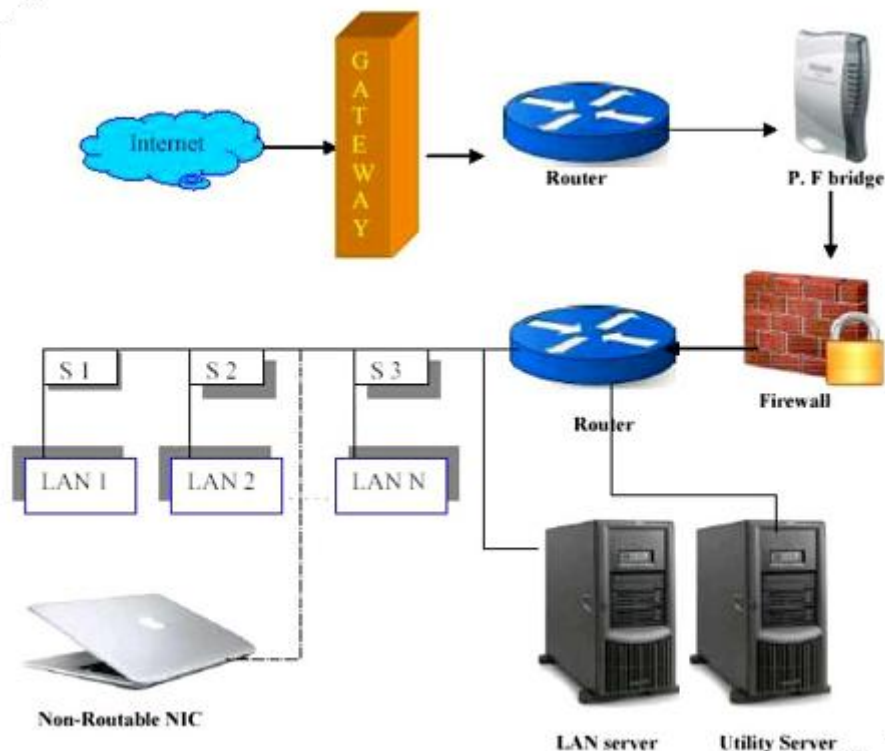 Internet
GATEWAY
Router
P. F bridge
S 1
S 2
S 3
Router
Firewall
LAN 1
LAN 2
LAN N
Non-Routable NIC
LAN server
Utility Server